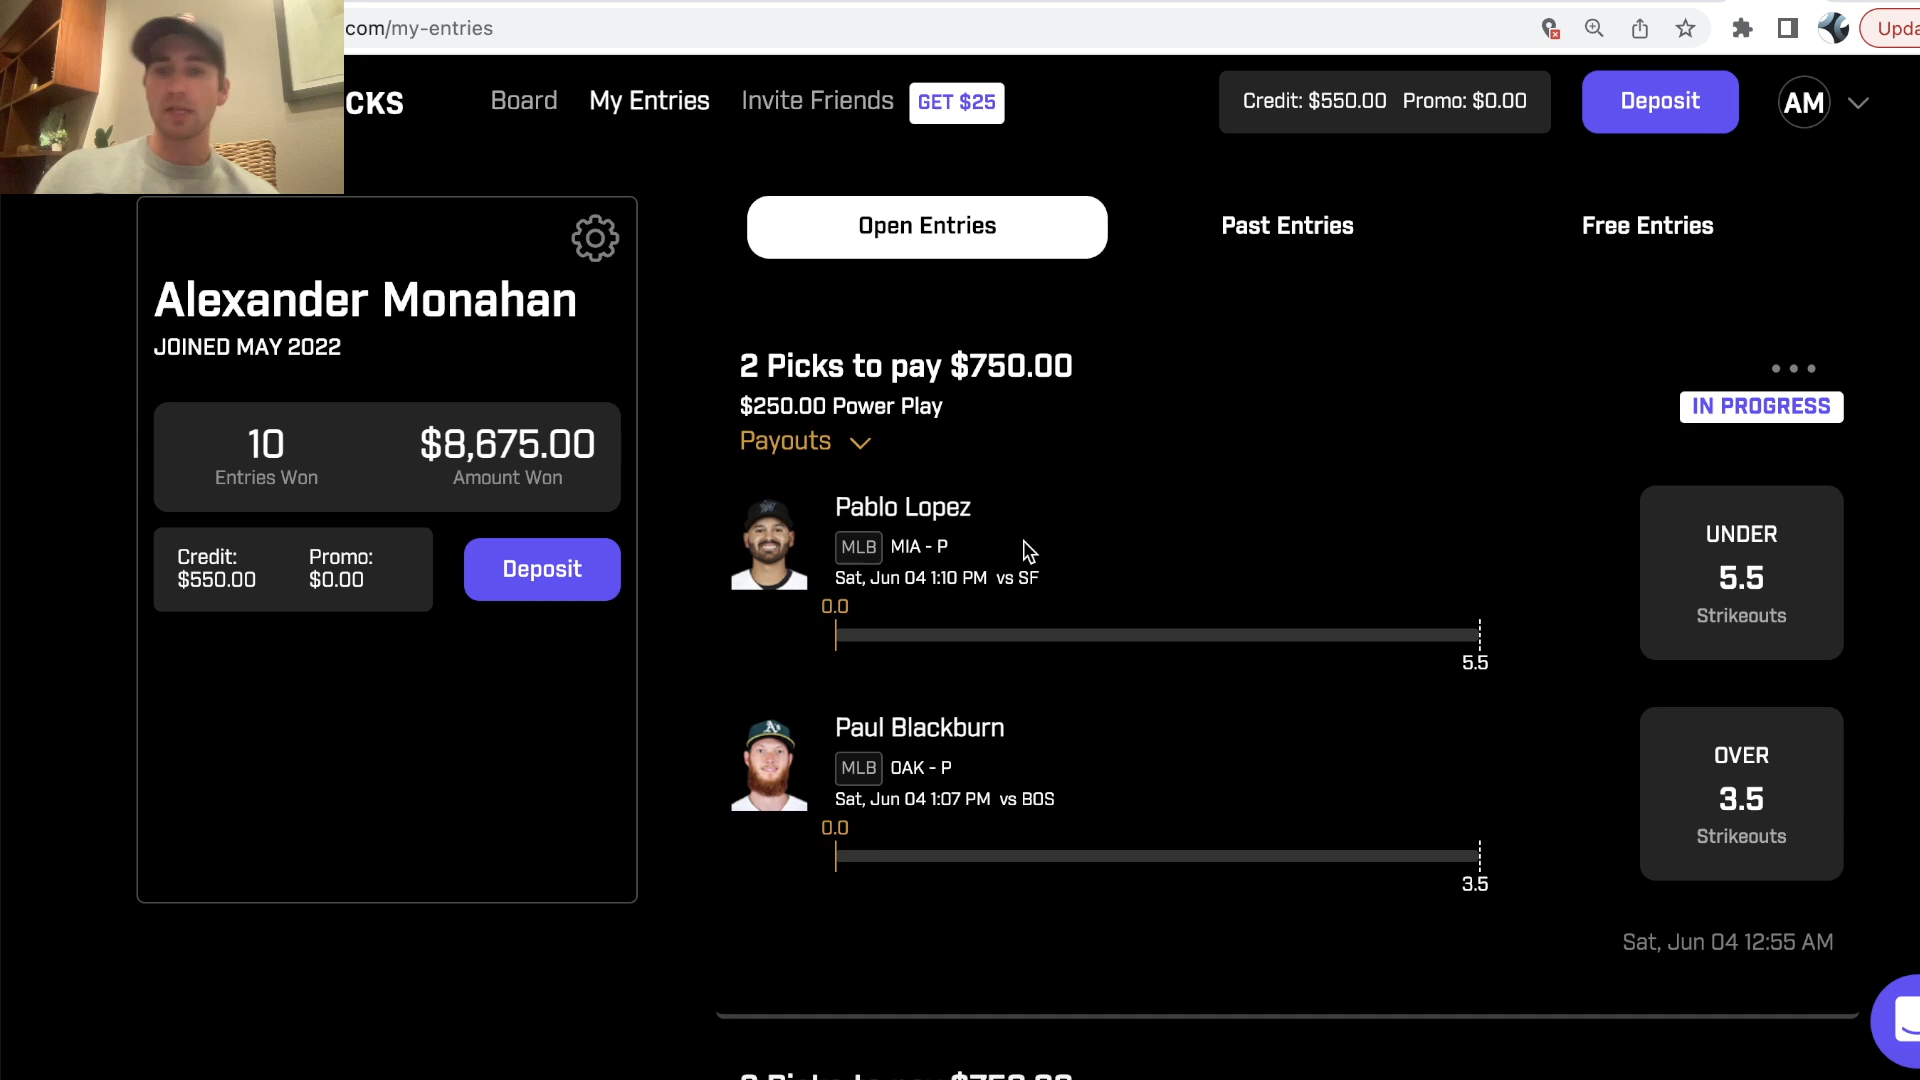 com/my-entries
Upda
CKS
Board
My Entries
Invite Friends
GET $25
Credit: $550.00 Promo: $0.00
Deposit
AM
Open Entries
Past Entries
Free Entries
Alexander Monahan
JOINED MAY 2022
10
Entries Won
$8,675.00
Amount Won
Credit:
$550.00
Promo:
$0.00
Deposit
2 Picks to pay $750.00
$250.00 Power Play
Payouts
IN PROGRESS
Pablo Lopez
MLB MIA - P
Sat, Jun 04 1:10 PM vs SF
0.0
5.5
UNDER
5.5
Strikeouts
Paul Blackburn
MLB OAK - P
Sat, Jun 04 1:07 PM vs BOS
0.0
3.5
OVER
3.5
Strikeouts
Sat, Jun 04 12:55 AM
Picks to pay $750.00